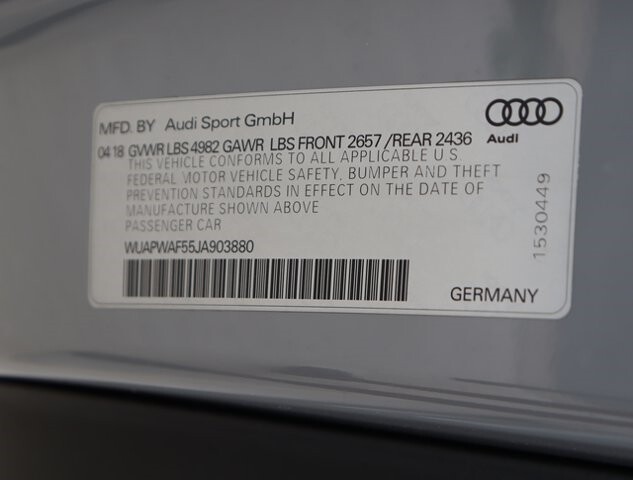 MFD. BY Audi Sport GmbH
Audi
04 18 GVWR LBS 4982 GAWR LBS FRONT 2657 / REAR 2436
THIS VEHICLE CONFORMS TO ALL APPLICABLE U S
FEDERAL MOTOR VEHICLE SAFETY, BUMPER AND THEFT
PREVENTION STANDARDS IN EFFECT ON THE DATE OF
MANUFACTURE SHOWN ABOVE
PASSENGER CAR
WUAPWAF55JA903880
1530449
GERMANY